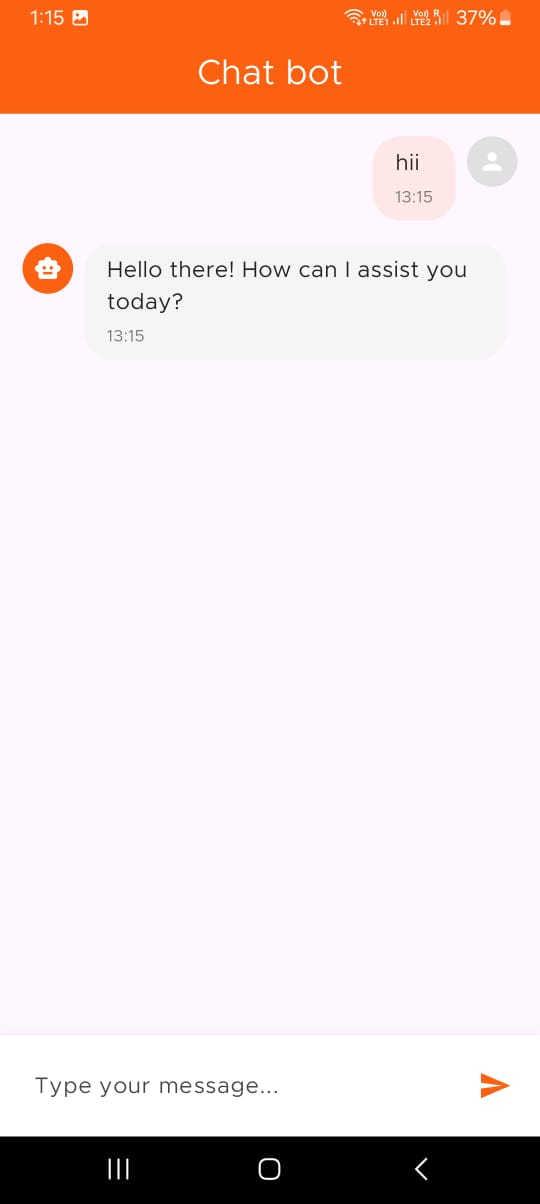 1:15
Vo)) LTE1 Vo)) LTE2 R 37%
Chat bot
hii
13:15
Hello there! How can I assist you
today?
13:15
Type your message...